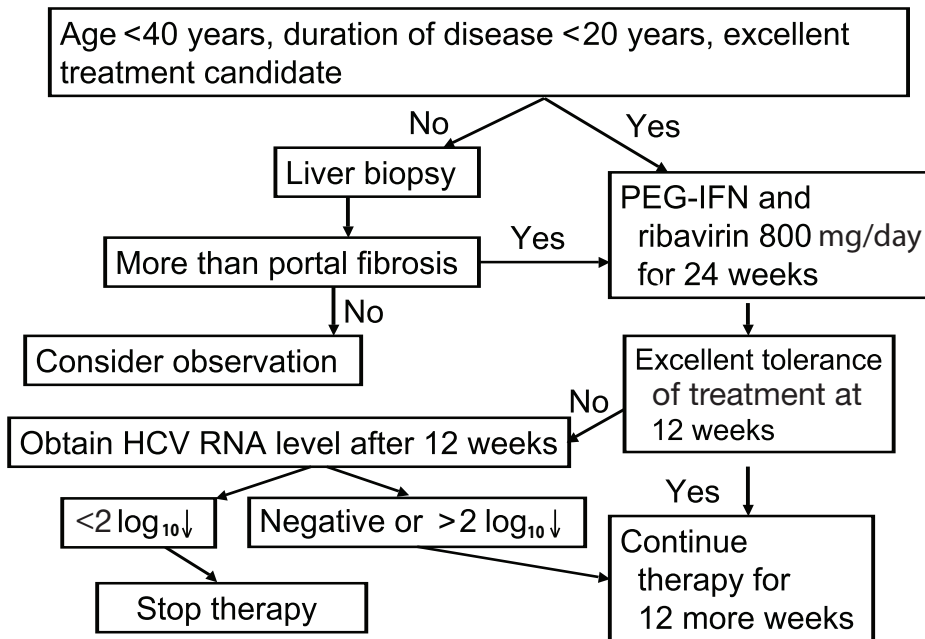 Age <40 years, duration of disease <20 years, excellent
treatment candidate
No
Yes
Liver biopsy
PEG-IFN and
ribavirin 800 mg/day
for 24 weeks
More than portal fibrosis
Yes
No
Consider observation
Excellent tolerance
of treatment at
12 weeks
No
Obtain HCV RNA level after 12 weeks
Yes
<2 log₁₀↓
Negative or >2 log₁₀↓
Continue
therapy for
12 more weeks
Stop therapy